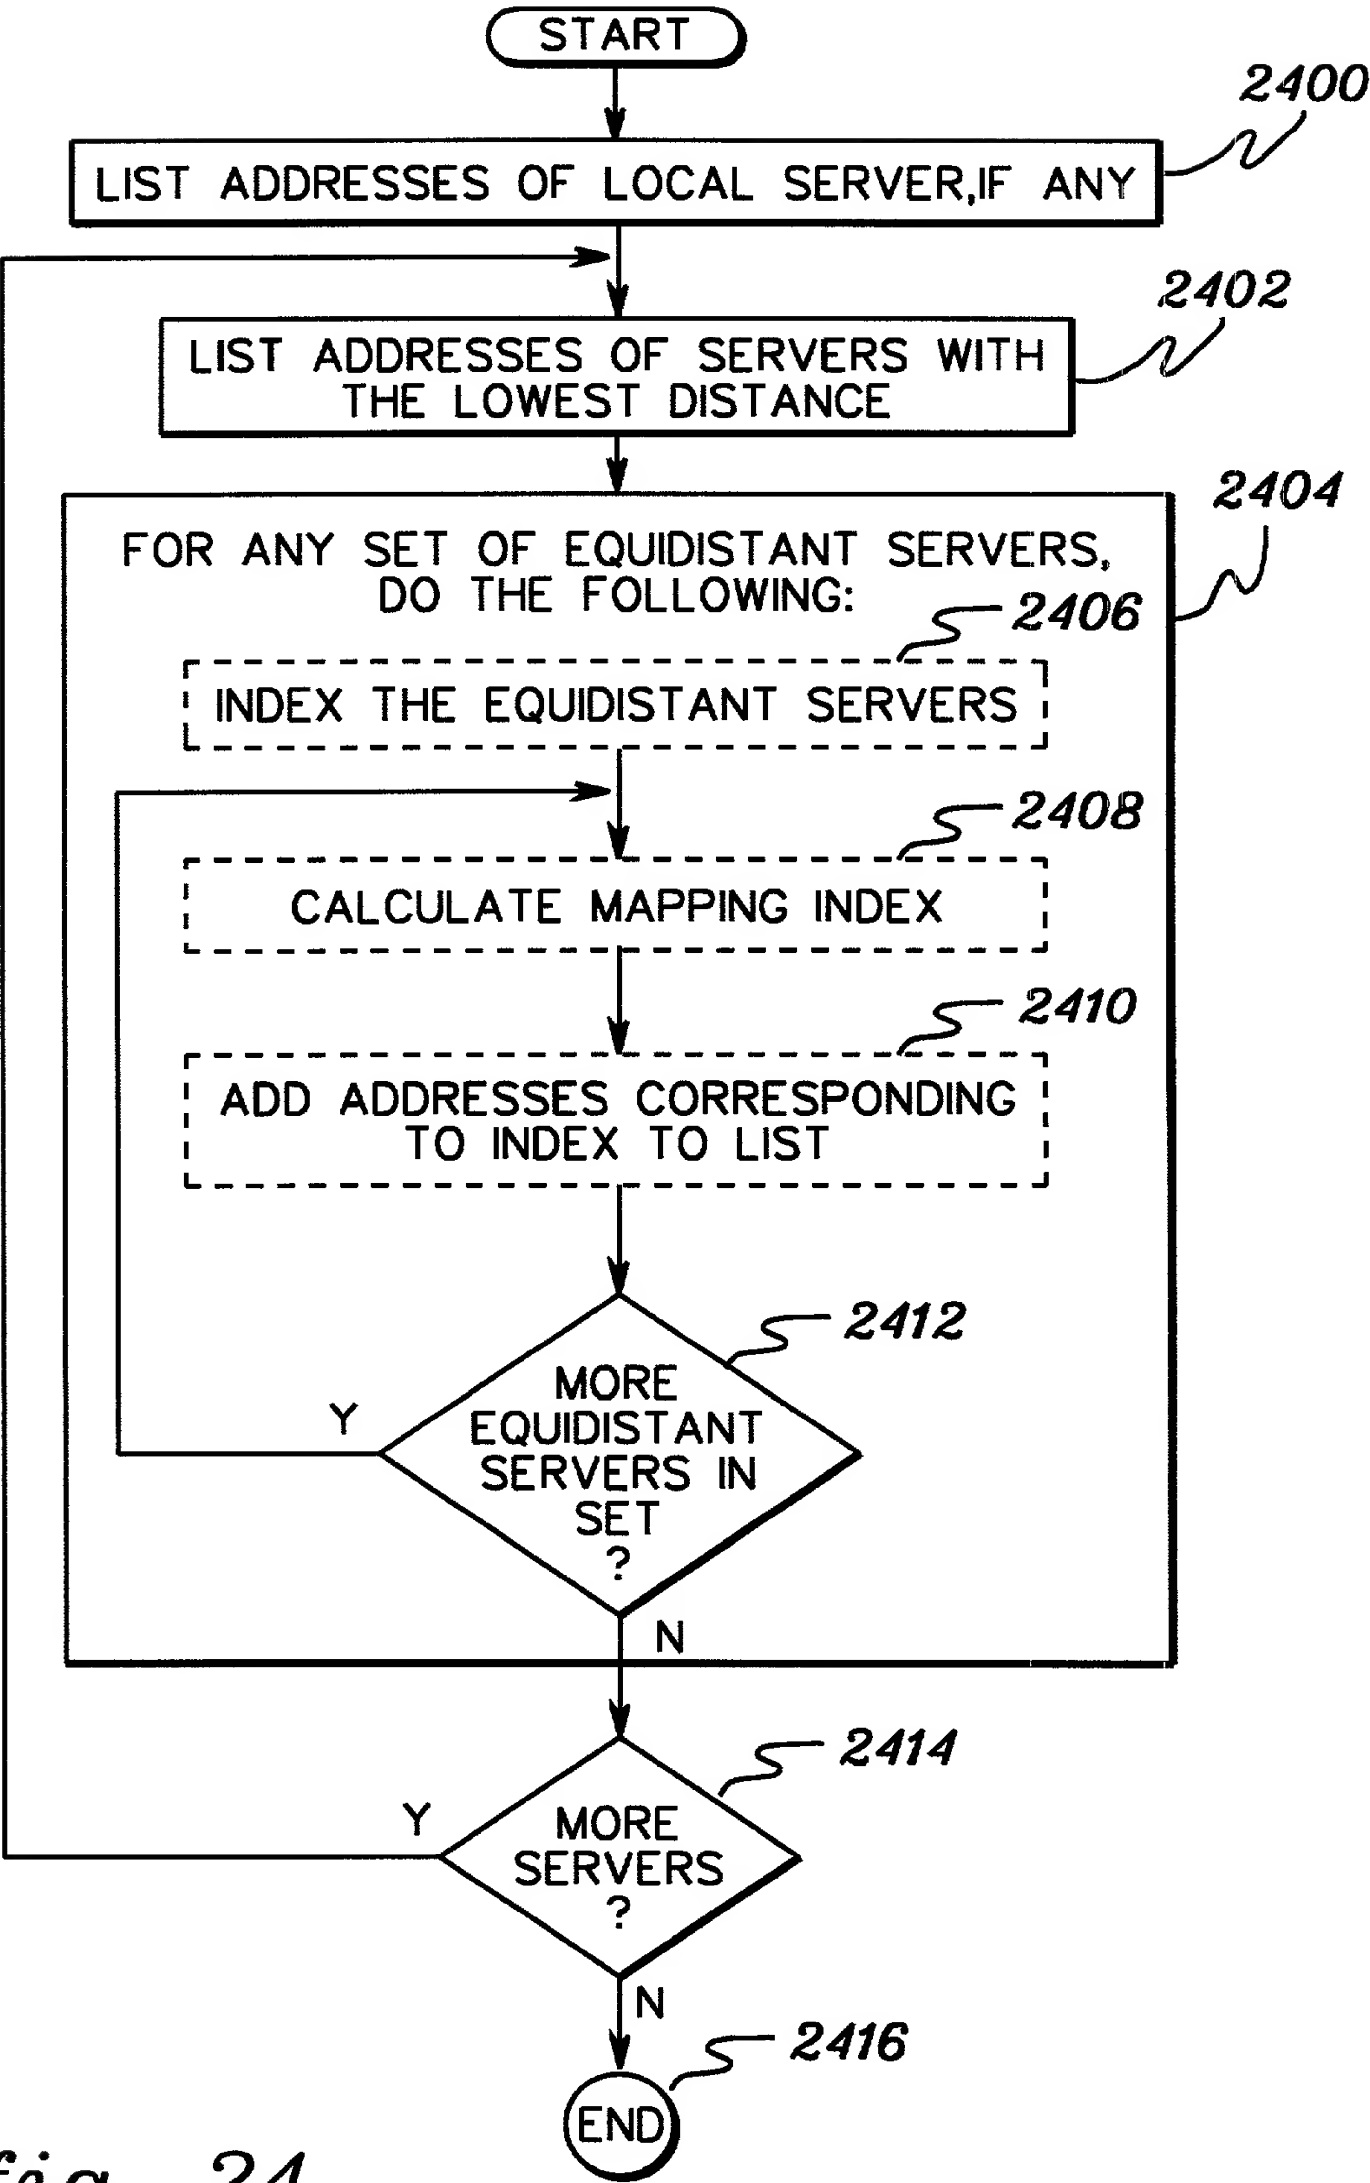 START
2400
LIST ADDRESSES OF LOCAL SERVER,IF ANY
2402
LIST ADDRESSES OF SERVERS WITH
THE LOWEST DISTANCE
2404
FOR ANY SET OF EQUIDISTANT SERVERS,
DO THE FOLLOWING:
2406
INDEX THE EQUIDISTANT SERVERS
2408
CALCULATE MAPPING INDEX
2410
ADD ADDRESSES CORRESPONDING
TO INDEX TO LIST
2412
MORE
EQUIDISTANT
SERVERS IN
SET
?
Y
N
2414
MORE
SERVERS
?
Y
N
2416
END
fig. 24